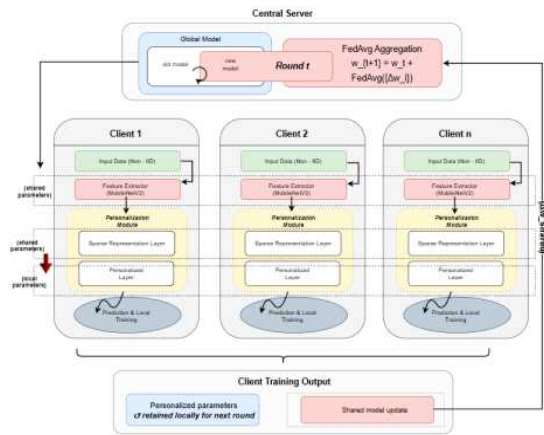 Central Server
Global Model
old model
new
model
Round t
FedAvg Aggregation
w_{t+1} = w_t +
FedAvg({Δw_i})
Client 1
Client 2
Client n
Input Data (Non - IID)
Input Data (Non - IID)
Input Data (Non - IID)
(shared
parameters)
Feature Extractor
(MobileNetV2)
Feature Extractor
(MobileNetV2)
Feature Extractor
(MobileNetV2)
Personalization
Module
Personalization
Module
Personalization
Module
(shared
parameters)
Sparse Representation Layer
Sparse Representation Layer
Sparse Representation Layer
(local
parameters)
Personalized
Layer
Personalized
Layer
Personalized
Layer
Prediction & Local
Training
Prediction & Local
Training
Prediction & Local
Training
Client Training Output
Personalized parameters
↺ retained locally for next round
Shared model update